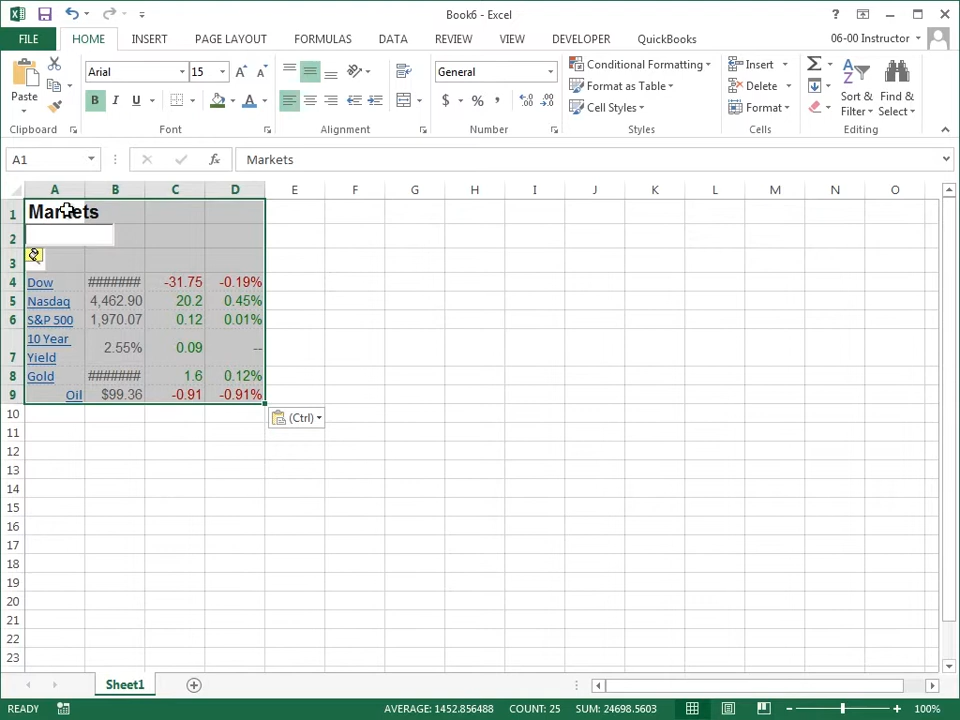 Book6 - Excel
FILE HOME INSERT PAGE LAYOUT FORMULAS DATA REVIEW VIEW DEVELOPER QuickBooks 06-00 Instructor
Arial 15 General Conditional Formatting Insert
Paste Format as Table Delete Sort & Filter Find & Select
B I U A $ % Cell Styles Format
Clipboard Font Alignment Number Styles Cells Editing
A1 fx Markets
A B C D E F G H I J K L M N O
1 Markets
2
3
4 Dow ####### -31.75 -0.19%
5 Nasdaq 4,462.90 20.2 0.45%
6 S&P 500 1,970.07 0.12 0.01%
7 10 Year Yield 2.55% 0.09 --
8 Gold ####### 1.6 0.12%
9 Oil $99.36 -0.91 -0.91%
(Ctrl)
10
11
12
13
14
15
16
17
18
19
20
21
22
23
Sheet1
READY AVERAGE: 1452.856488 COUNT: 25 SUM: 24698.5603 100%